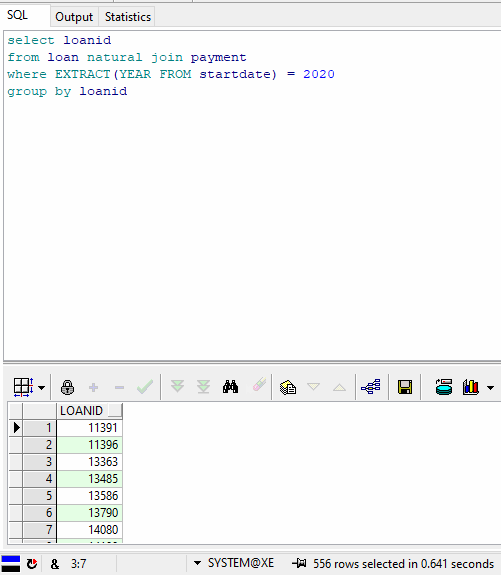 SQL Output Statistics
select loanid
from loan natural join payment
where EXTRACT(YEAR FROM startdate) = 2020
group by loanid
LOANID
1 11391
2 11396
3 13363
4 13485
5 13586
6 13790
7 14080
& 3:7 SYSTEM@XE 556 rows selected in 0.641 seconds